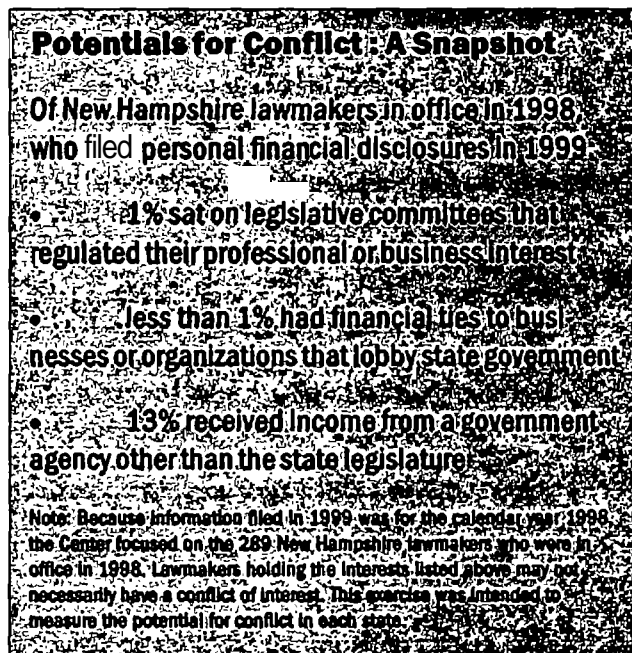 Potentials for Conflict : A Snapshot
Of New Hampshire lawmakers in office in 1998,
who filed personal financial disclosures in 1999
• 1% sat on legislative committees that
regulated their professional or business interest
• less than 1% had financial ties to busi
nesses or organizations that lobby state government
• 13% received income from a government
agency other than the state legislature
Note: Because information filed in 1999 was for the calendar year 1998,
the Center focused on the 289 New Hampshire lawmakers who were in
office in 1998. Lawmakers holding the interests listed above may not
necessarily have a conflict of interest. This exercise was intended to
measure the potential for conflict in each state.